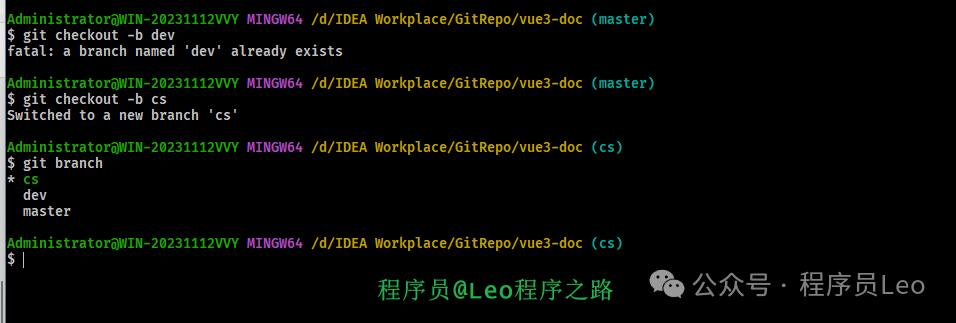 Administrator@WIN-20231112VVY MINGW64 /d/IDEA Workplace/GitRepo/vue3-doc (master)
$ git checkout -b dev
fatal: a branch named 'dev' already exists
Administrator@WIN-20231112VVY MINGW64 /d/IDEA Workplace/GitRepo/vue3-doc (master)
$ git checkout -b cs
Switched to a new branch 'cs'
Administrator@WIN-20231112VVY MINGW64 /d/IDEA Workplace/GitRepo/vue3-doc (cs)
$ git branch
* cs
  dev
  master
Administrator@WIN-20231112VVY MINGW64 /d/IDEA Workplace/GitRepo/vue3-doc (cs)
$
程序员@Leo程序之路
公众号 · 程序员Leo